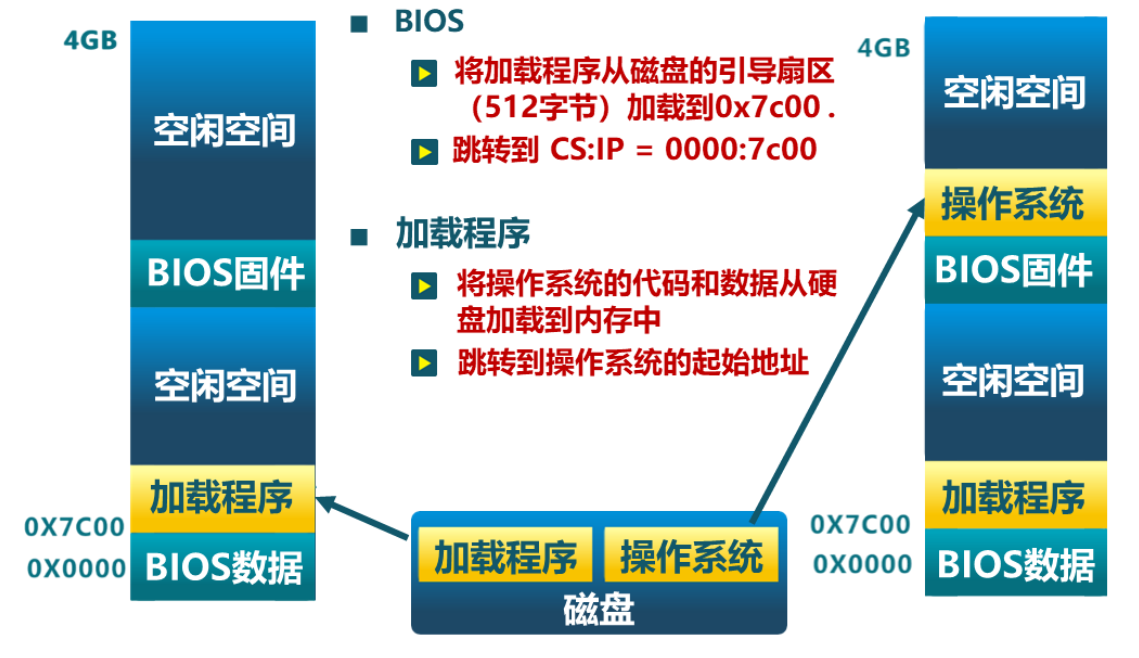 4GB
空闲空间
BIOS固件
空闲空间
加载程序
0X7C00
0X0000
BIOS数据
BIOS
将加载程序从磁盘的引导扇区
（512字节）加载到0x7c00 .
跳转到 CS:IP = 0000:7c00
加载程序
将操作系统的代码和数据从硬
盘加载到内存中
跳转到操作系统的起始地址
加载程序 操作系统
磁盘
4GB
空闲空间
操作系统
BIOS固件
空闲空间
加载程序
0X7C00
0X0000
BIOS数据